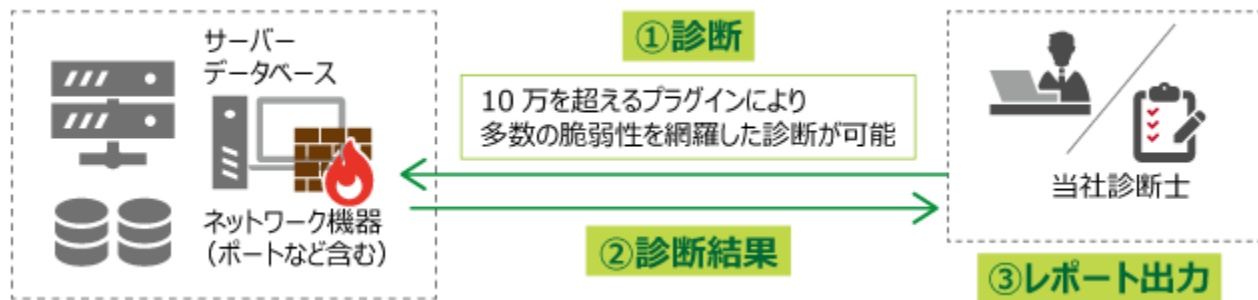 サーバー
データベース
ネットワーク機器
(ポートなど含む)
①診断
10 万を超えるプラグインにより
多数の脆弱性を網羅した診断が可能
②診断結果
当社診断士
③レポート出力